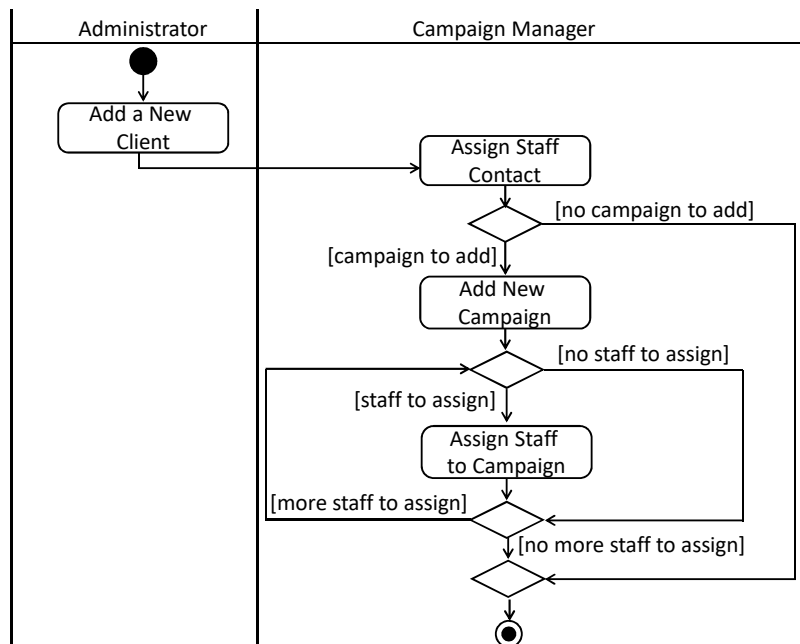 Administrator
Campaign Manager
Add a New
Client
Assign Staff
Contact
[no campaign to add]
[campaign to add]
Add New
Campaign
[no staff to assign]
[staff to assign]
Assign Staff
to Campaign
[more staff to assign]
[no more staff to assign]